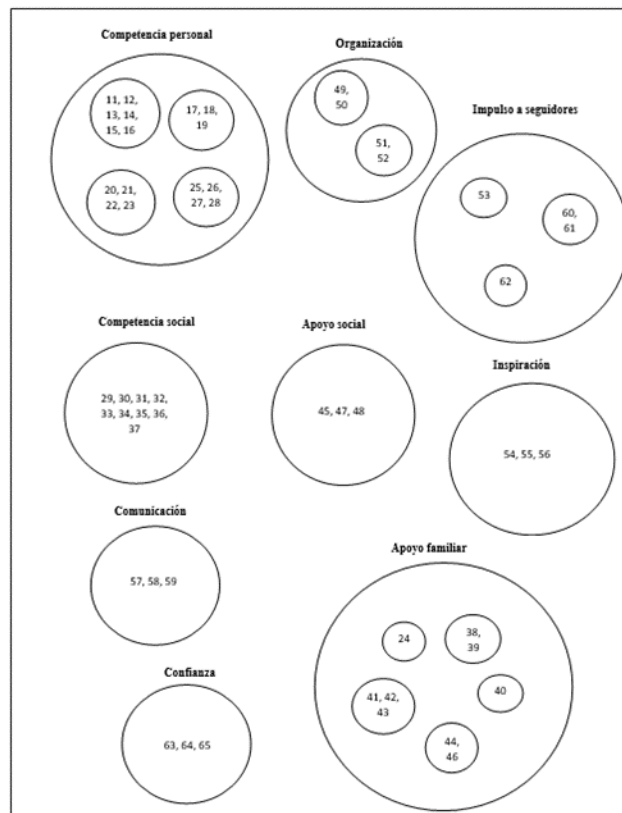 Competencia personal
11, 12,
13, 14,
15, 16
17, 18,
19
20, 21,
22, 23
25, 26,
27, 28
Organización
49,
50
51,
52
Impulso a seguidores
53
60,
61
62
Competencia social
29, 30, 31, 32,
33, 34, 35, 36,
37
Apoyo social
45, 47, 48
Inspiración
54, 55, 56
Comunicación
57, 58, 59
Apoyo familiar
24
38,
39
41, 42,
43
40
44,
46
Confianza
63, 64, 65